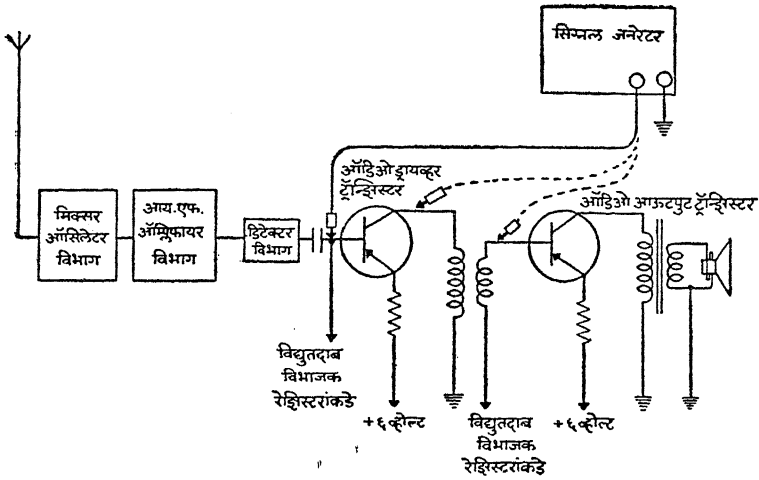 सिग्नल जनरेटर
ऑडिओ ड्रायव्हर
ट्रॅन्झिस्टर
ऑडिओ आऊटपुट ट्रॅन्झिस्टर
मिक्सर
ऑसिलेटर
विभाग
आय.एफ.
ॲम्प्लिफायर
विभाग
डिटेक्टर
विभाग
विद्युतदाब
विभाजक
रेझिस्टरांकडे
+६ व्होल्ट
विद्युतदाब
विभाजक
रेझिस्टरांकडे
+६ व्होल्ट